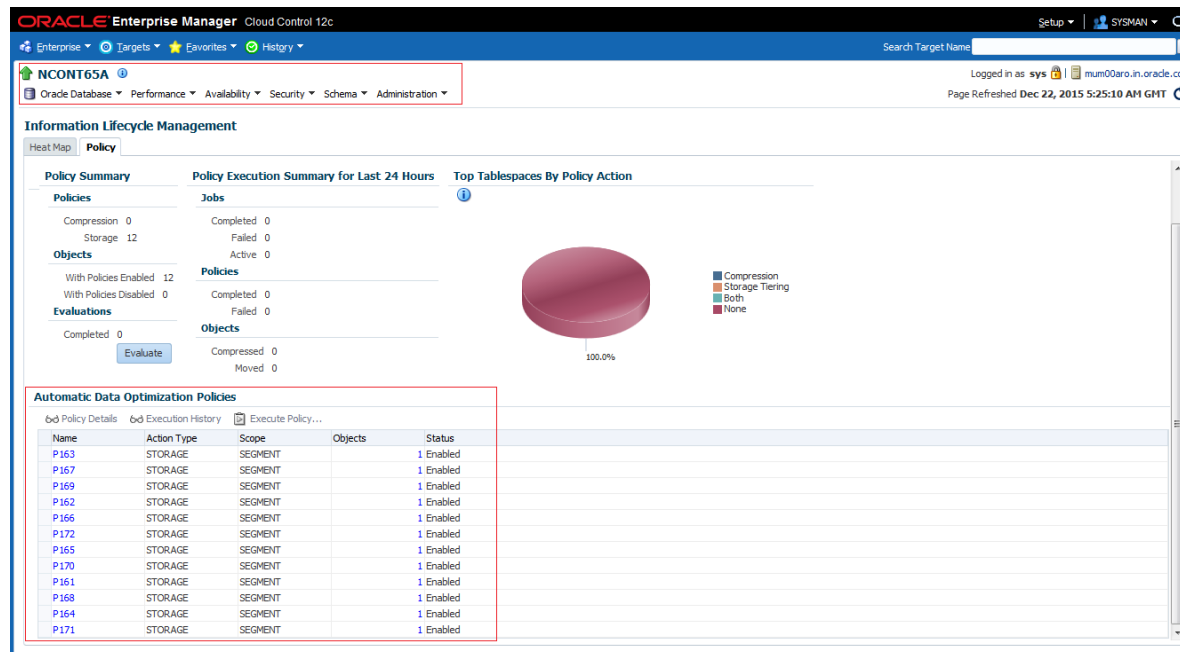 ORACLE Enterprise Manager Cloud Control 12c
Setup SYSMAN
Enterprise Targets Favorites History Search Target Name
NCONT65A
Logged in as sys mum00aro.in.oracle.co
Oracle Database Performance Availability Security Schema Administration
Page Refreshed Dec 22, 2015 5:25:10 AM GMT
Information Lifecycle Management
Heat Map Policy
Policy Summary Policy Execution Summary for Last 24 Hours Top Tablespaces By Policy Action
Policies Jobs
Compression 0 Completed 0
Storage 12 Failed 0
Objects Active 0
With Policies Enabled 12 Policies
With Policies Disabled 0 Completed 0
Evaluations Failed 0
Completed 0 Objects
Evaluate Compressed 0
Moved 0
Compression
Storage Tiering
Both
None
100.0%
Automatic Data Optimization Policies
Policy Details Execution History Execute Policy...
Name Action Type Scope Objects Status
P163 STORAGE SEGMENT 1 Enabled
P167 STORAGE SEGMENT 1 Enabled
P169 STORAGE SEGMENT 1 Enabled
P162 STORAGE SEGMENT 1 Enabled
P166 STORAGE SEGMENT 1 Enabled
P172 STORAGE SEGMENT 1 Enabled
P165 STORAGE SEGMENT 1 Enabled
P170 STORAGE SEGMENT 1 Enabled
P161 STORAGE SEGMENT 1 Enabled
P168 STORAGE SEGMENT 1 Enabled
P164 STORAGE SEGMENT 1 Enabled
P171 STORAGE SEGMENT 1 Enabled